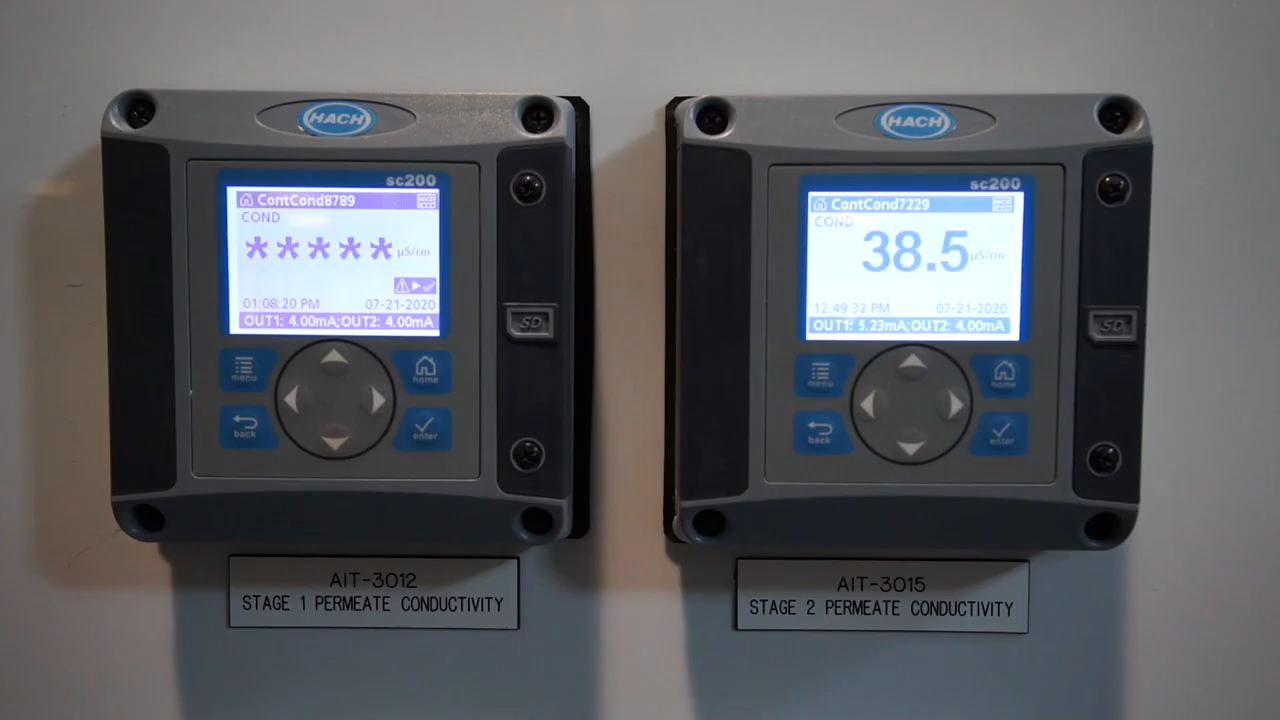 HACH
sc200
ContCond8789
COND
***** µS/cm
01:08:20 PM 07-21-2020
OUT1: 4.00mA;OUT2: 4.00mA
SD
menu
home
back
enter
AIT-3012
STAGE 1 PERMEATE CONDUCTIVITY
HACH
sc200
ContCond7229
COND
38.5 µS/cm
12:49:33 PM 07-21-2020
OUT1: 5.23mA;OUT2: 4.00mA
SD
menu
home
back
enter
AIT-3015
STAGE 2 PERMEATE CONDUCTIVITY